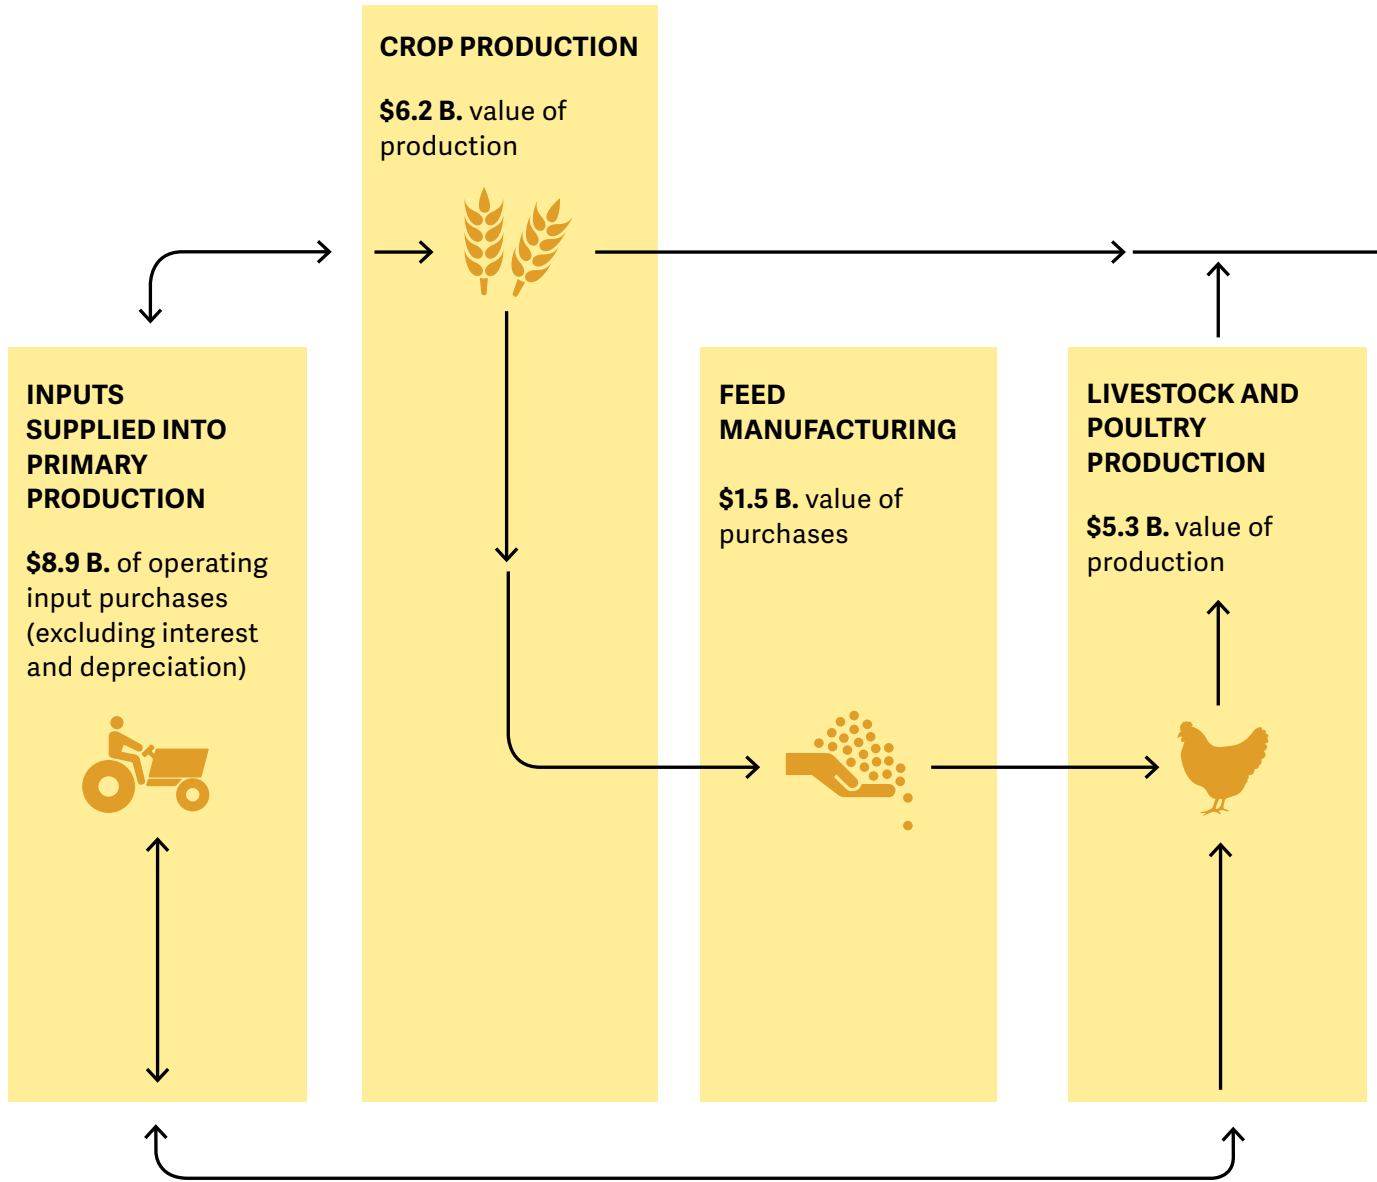 CROP PRODUCTION
$6.2 B. value of
production
INPUTS
SUPPLIED INTO
PRIMARY
PRODUCTION
$8.9 B. of operating
input purchases
(excluding interest
and depreciation)
FEED
MANUFACTURING
$1.5 B. value of
purchases
LIVESTOCK AND
POULTRY
PRODUCTION
$5.3 B. value of
production